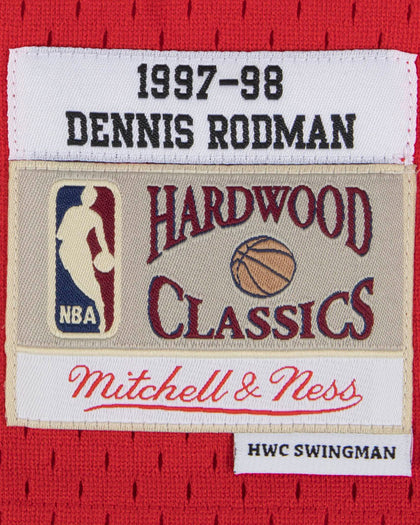 1997-98
DENNIS RODMAN
HARDWOOD
NBA
CLASSICS
Mitchell & Ness
HWC SWINGMAN